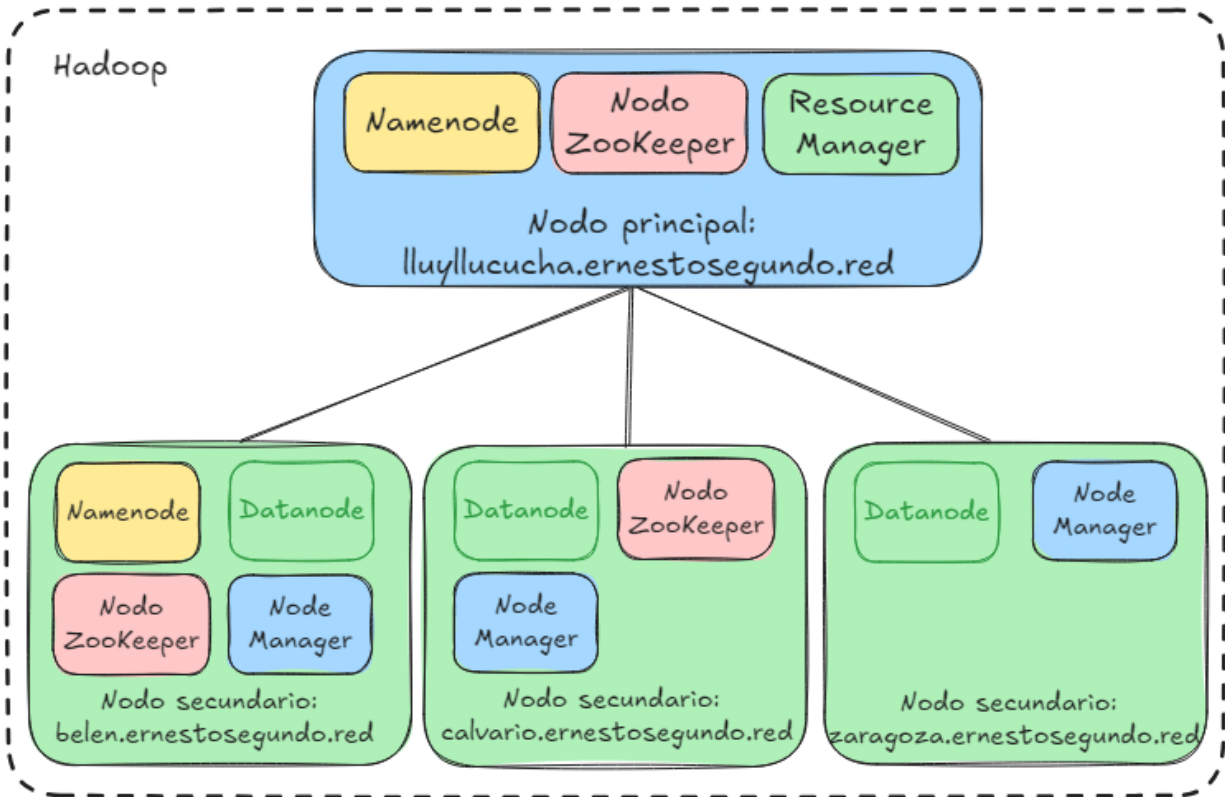 Hadoop
Namenode
Nodo
ZooKeeper
Resource
Manager
Nodo principal:
lluyllucucha.ernestosegundo.red
Namenode
Datanode
Nodo
ZooKeeper
Node
Manager
Nodo secundario:
belen.ernestosegundo.red
Datanode
Nodo
ZooKeeper
Node
Manager
Nodo secundario:
calvario.ernestosegundo.red
Datanode
Node
Manager
Nodo secundario:
zaragoza.ernestosegundo.red